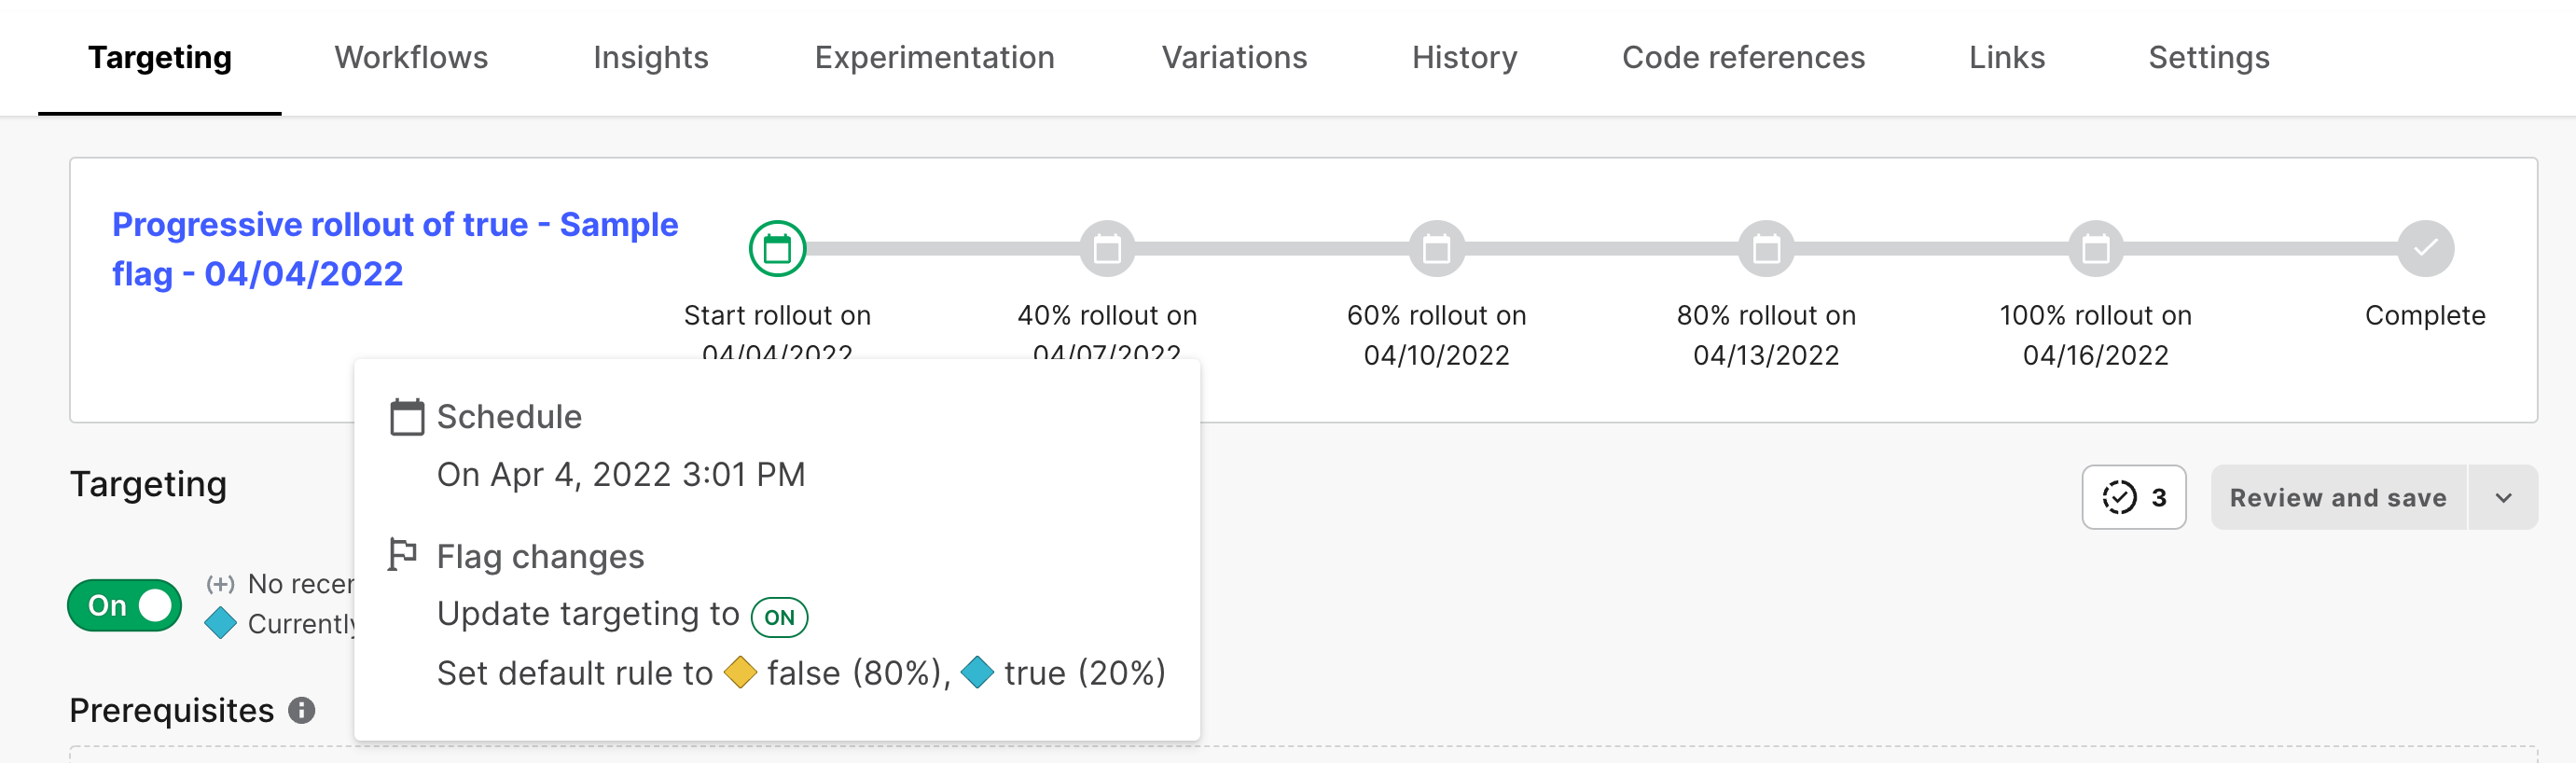 Targeting Workflows Insights Experimentation Variations History Code references Links Settings
Progressive rollout of true - Sample
flag - 04/04/2022
Start rollout on
04/04/2022
40% rollout on
04/07/2022
60% rollout on
04/10/2022
80% rollout on
04/13/2022
100% rollout on
04/16/2022
Complete
Schedule
On Apr 4, 2022 3:01 PM
Flag changes
Update targeting to ON
Set default rule to false (80%), true (20%)
Targeting
3
Review and save
On
No recen
Currently
Prerequisites